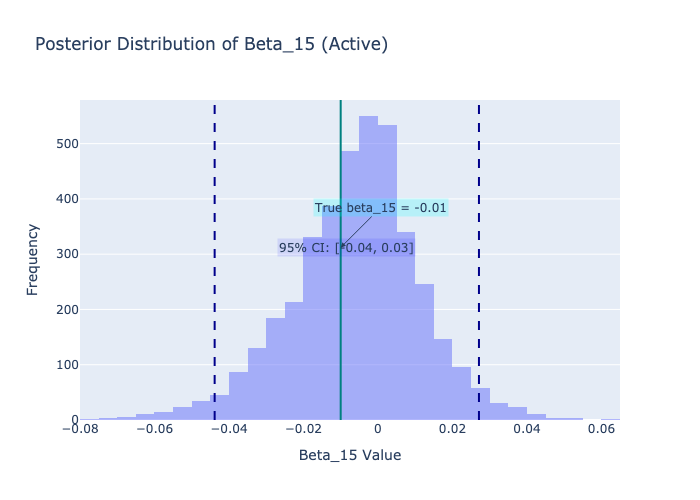 Posterior Distribution of Beta_15 (Active)
500
400
300
200
100
0
Frequency
True beta_15 = -0.01
95% CI: [-0.04, 0.03]
−0.08 −0.06 −0.04 −0.02 0 0.02 0.04 0.06
Beta_15 Value